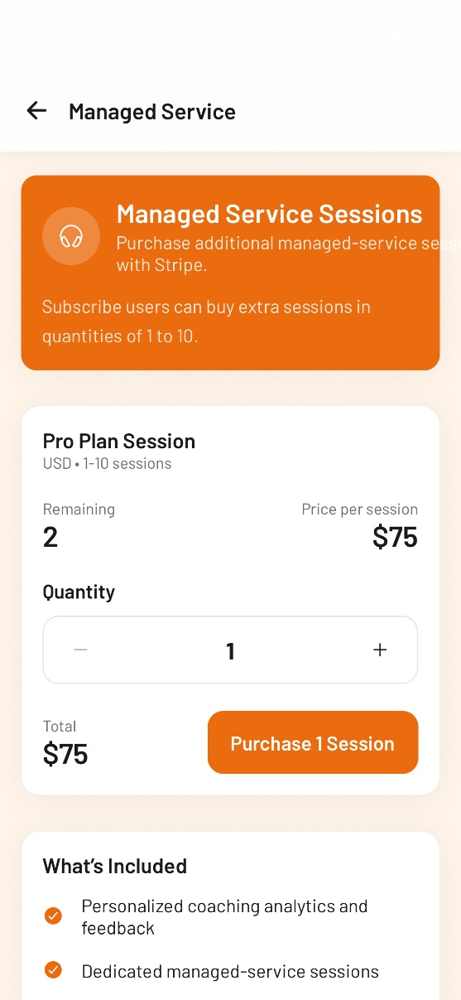 Managed Service
Managed Service Sessions
Purchase additional managed-service
with Stripe.
Subscribe users can buy extra sessions in
quantities of 1 to 10.
Pro Plan Session
USD • 1-10 sessions
Remaining
Price per session
2
$75
Quantity
− 1 +
Total
$75
Purchase 1 Session
What’s Included
Personalized coaching analytics and
feedback
Dedicated managed-service sessions